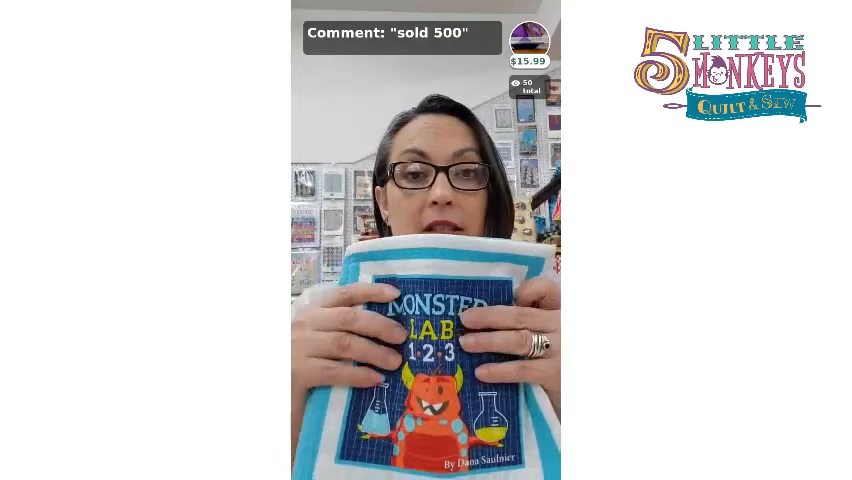 Comment: "sold 500"
$15.99
50
total
5 LITTLE
MONKEYS
QUILT & SEW
MONSTER
LAB
1•2•3
By Dana Saulnier